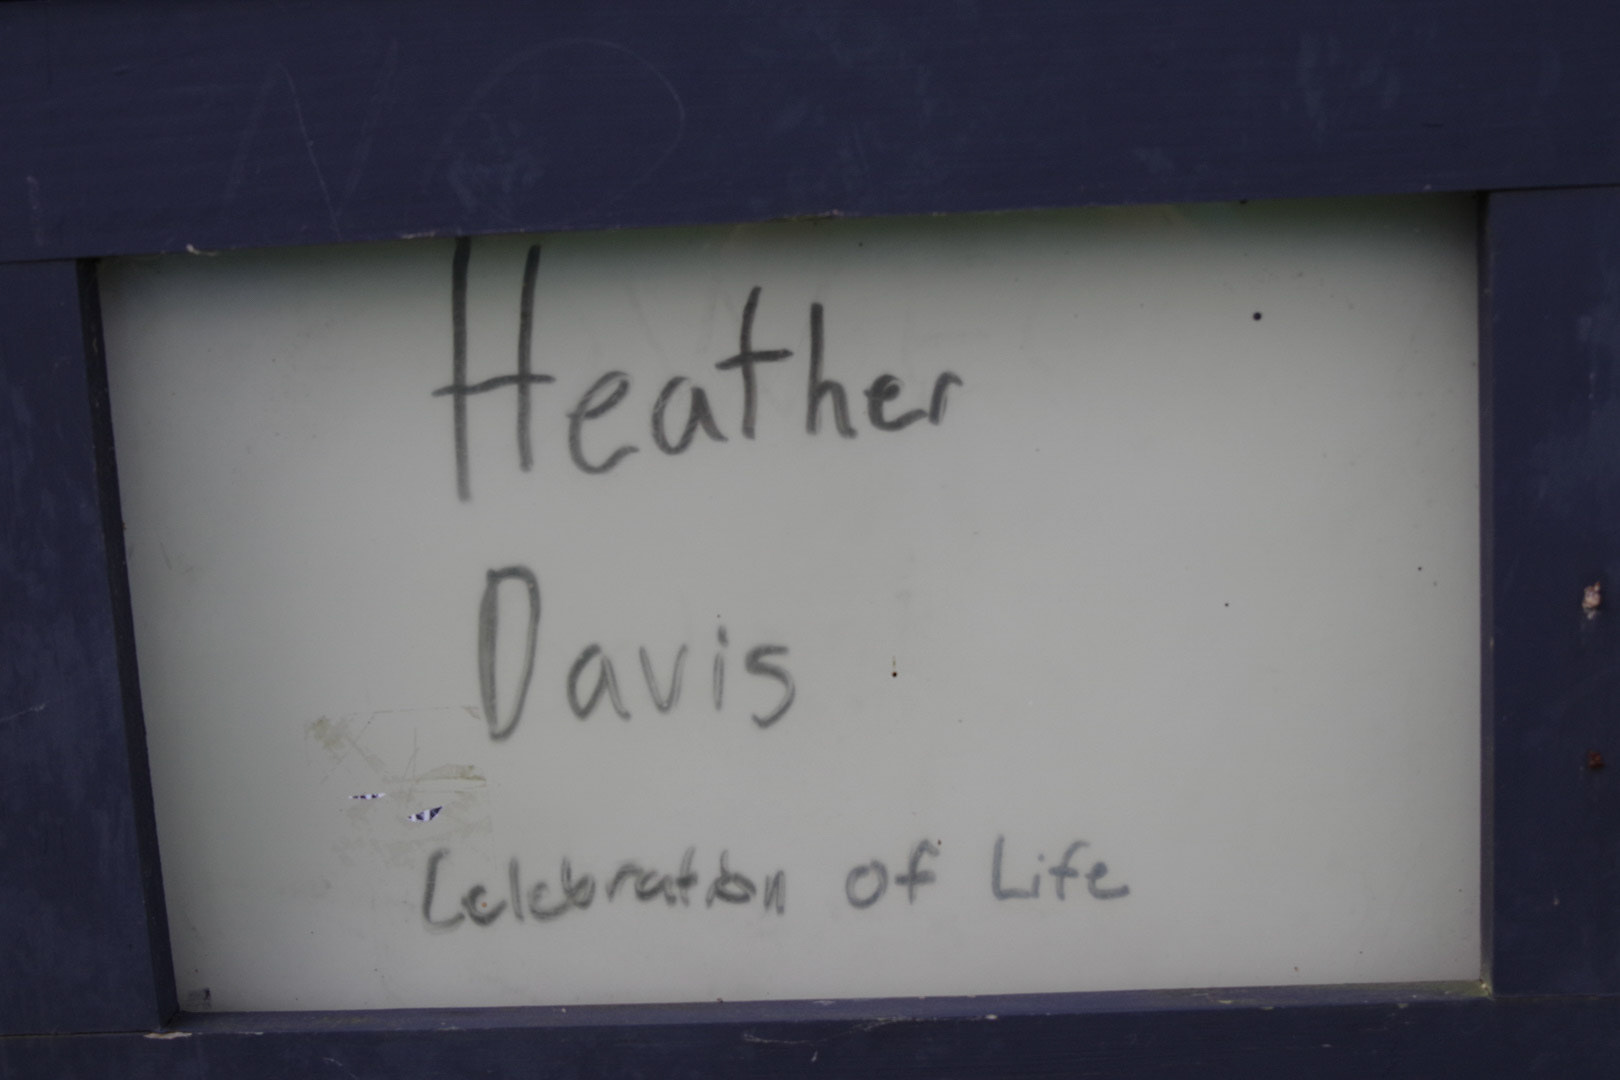 Heather
Davis
Celebration of Life